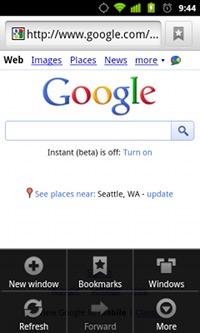 9:44
http://www.google.com/...
Web Images Places News more
Google
Instant (beta) is off: Turn on
See places near: Seattle, WA - update
New window Bookmarks Windows
Refresh Forward More